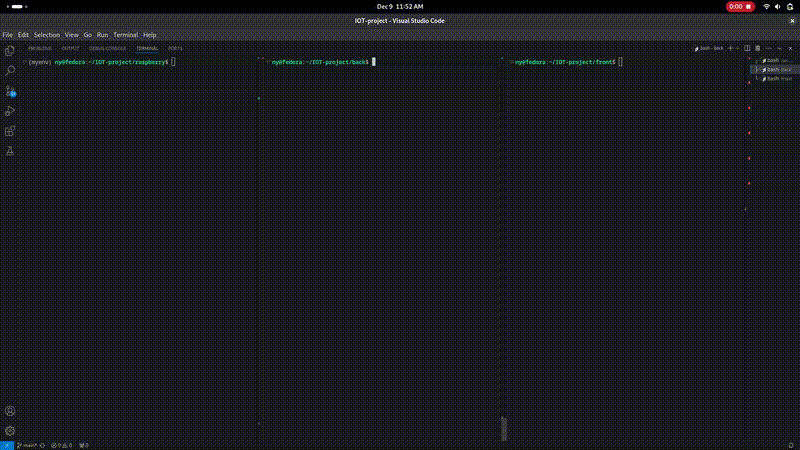 Dec 9 11:52 AM
0:00
IOT-project - Visual Studio Code
File Edit Selection View Go Run Terminal Help
PROBLEMS OUTPUT DEBUG CONSOLE TERMINAL PORTS
bash - back
(myenv) ny@fedora:~/IOT-project/raspberry$
ny@fedora:~/IOT-project/back$
ny@fedora:~/IOT-project/front$
bash
bash back
bash front
main*
0 0
0